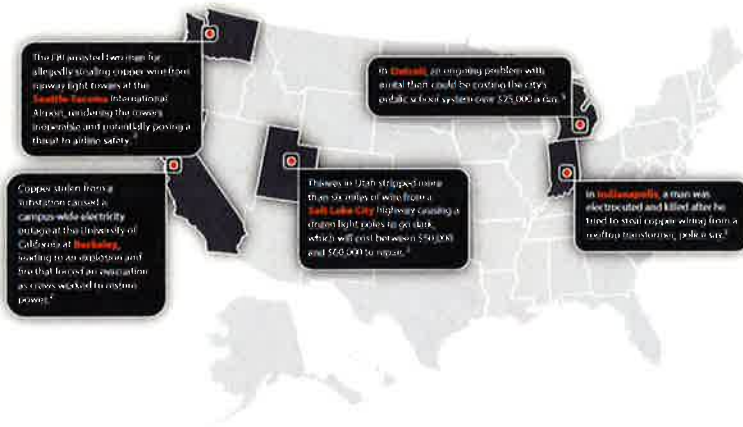 The FBI arrested two men for
allegedly stealing copper wire from
runway light towers at the
Seattle-Tacoma International
Airport, rendering the towers
inoperable and potentially posing a
threat to airline safety.
In Detroit, an ongoing problem with
metal theft could be costing the city's
public school system over $25,000 a day.⁵
Copper stolen from a
substation caused a
campus-wide electricity
outage at the University of
California at Berkeley,
leading to an explosion and
fire that forced an evacuation
as crews worked to restore
power.²
Thieves in Utah stripped more
than six miles of wire from a
Salt Lake City highway causing a
dozen light poles to go dark,
which will cost between $50,000
and $60,000 to repair.³
In Indianapolis, a man was
electrocuted and killed after he
tried to steal copper wiring from a
rooftop transformer, police say.